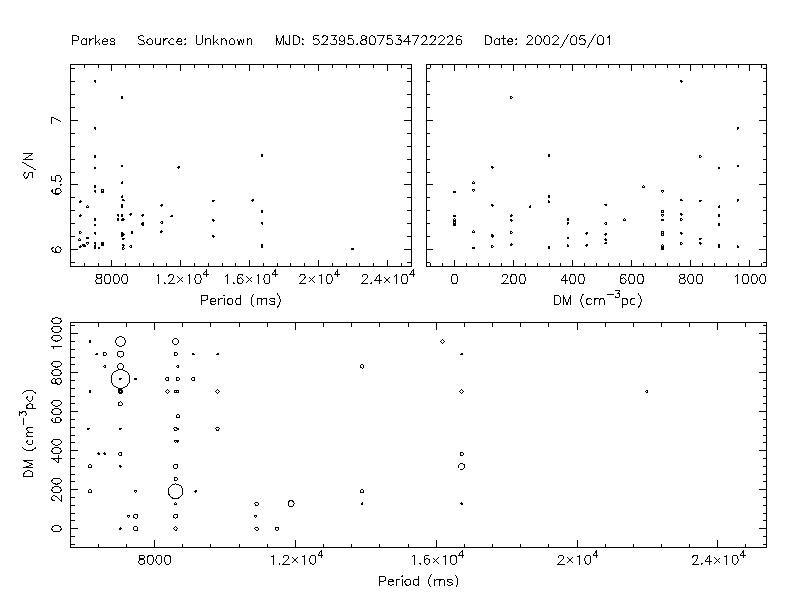 Parkes Source: Unknown MJD: 52395.807534722226 Date: 2002/05/01
S/N
6 6.5 7
8000 1.2×10⁴ 1.6×10⁴ 2×10⁴ 2.4×10⁴
Period (ms)
0 200 400 600 800 1000
DM (cm⁻³pc)
DM (cm⁻³pc)
0 200 400 600 800 1000
8000 1.2×10⁴ 1.6×10⁴ 2×10⁴ 2.4×10⁴
Period (ms)